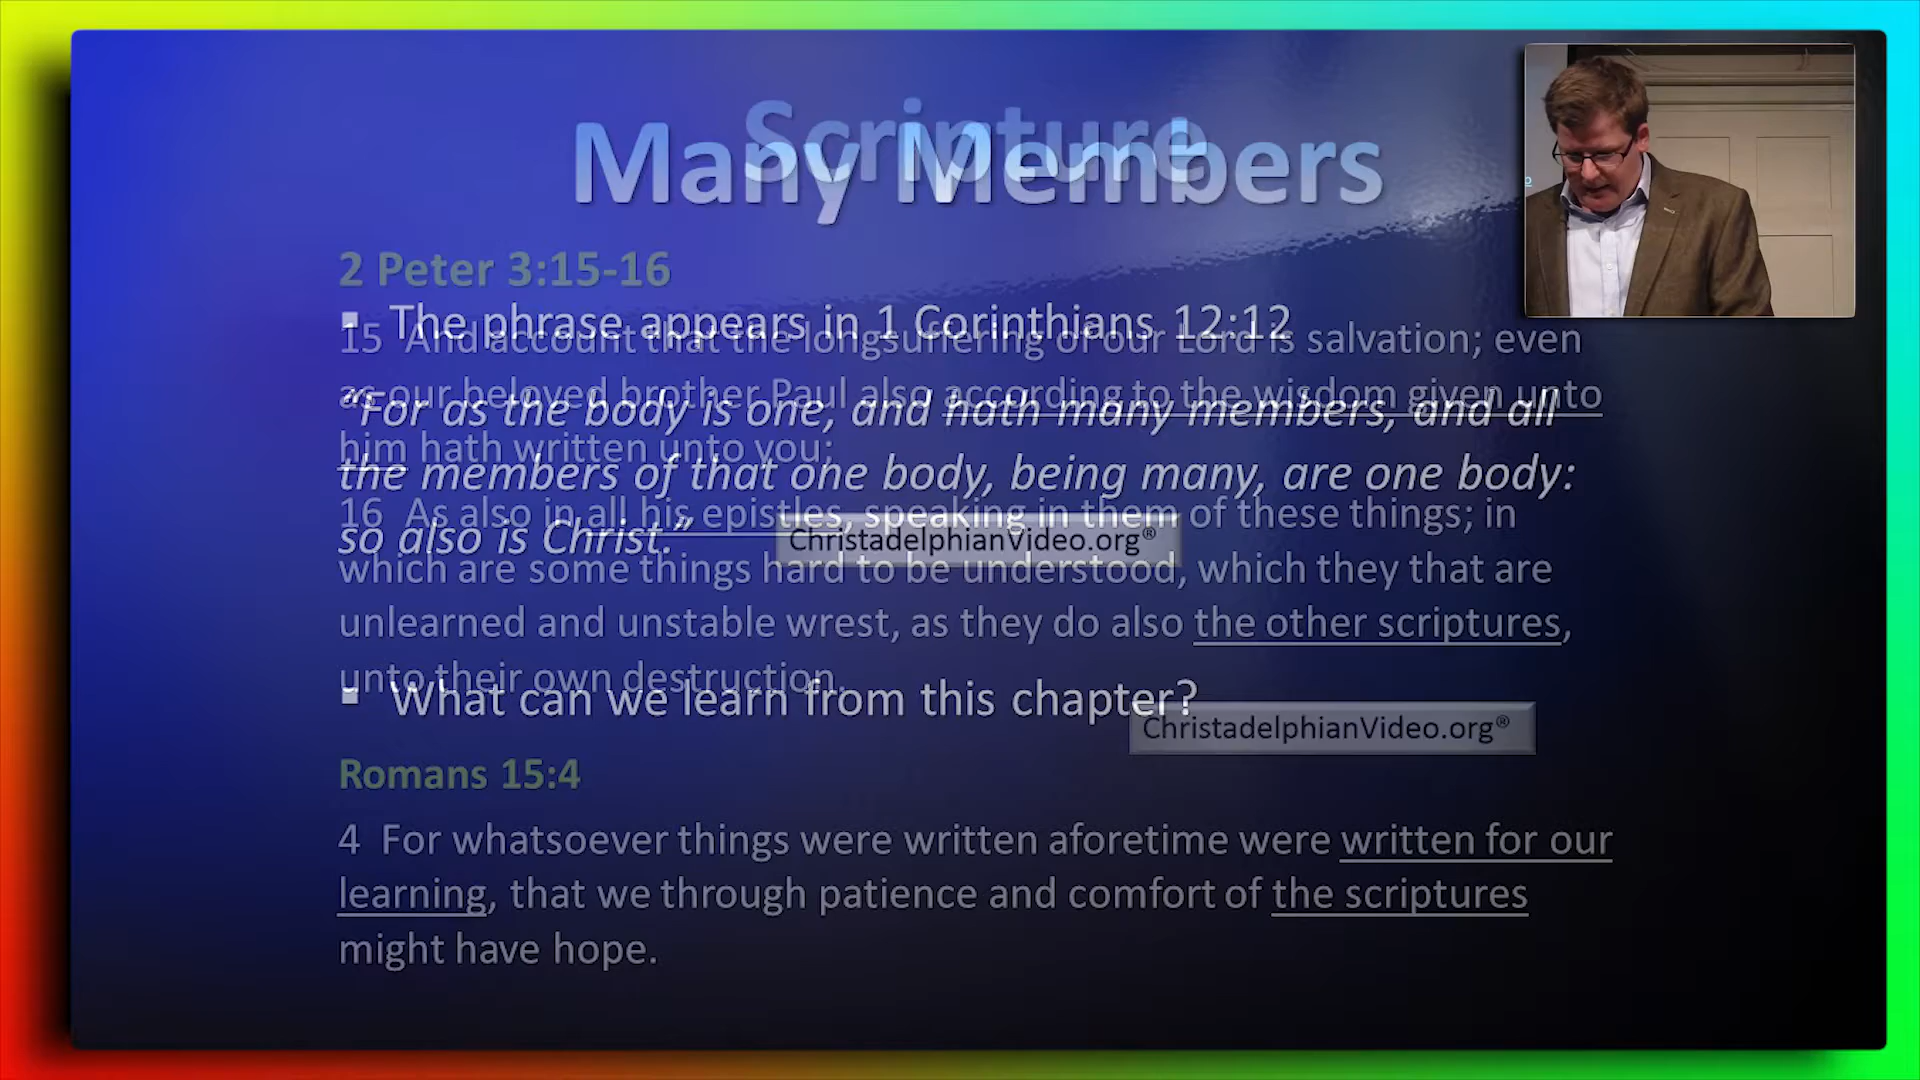 Scripture
Many Members
2 Peter 3:15-16
▪ The phrase appears in 1 Corinthians 12:12
15 And account that the longsuffering of our Lord is salvation; even
as our beloved brother Paul also according to the wisdom given unto
him hath written unto you;
“For as the body is one, and hath many members, and all
the members of that one body, being many, are one body:
so also is Christ.”
16 As also in all his epistles, speaking in them of these things; in
which are some things hard to be understood, which they that are
unlearned and unstable wrest, as they do also the other scriptures,
unto their own destruction.
ChristadelphianVideo.org®
▪ What can we learn from this chapter?
ChristadelphianVideo.org®
Romans 15:4
4 For whatsoever things were written aforetime were written for our
learning, that we through patience and comfort of the scriptures
might have hope.